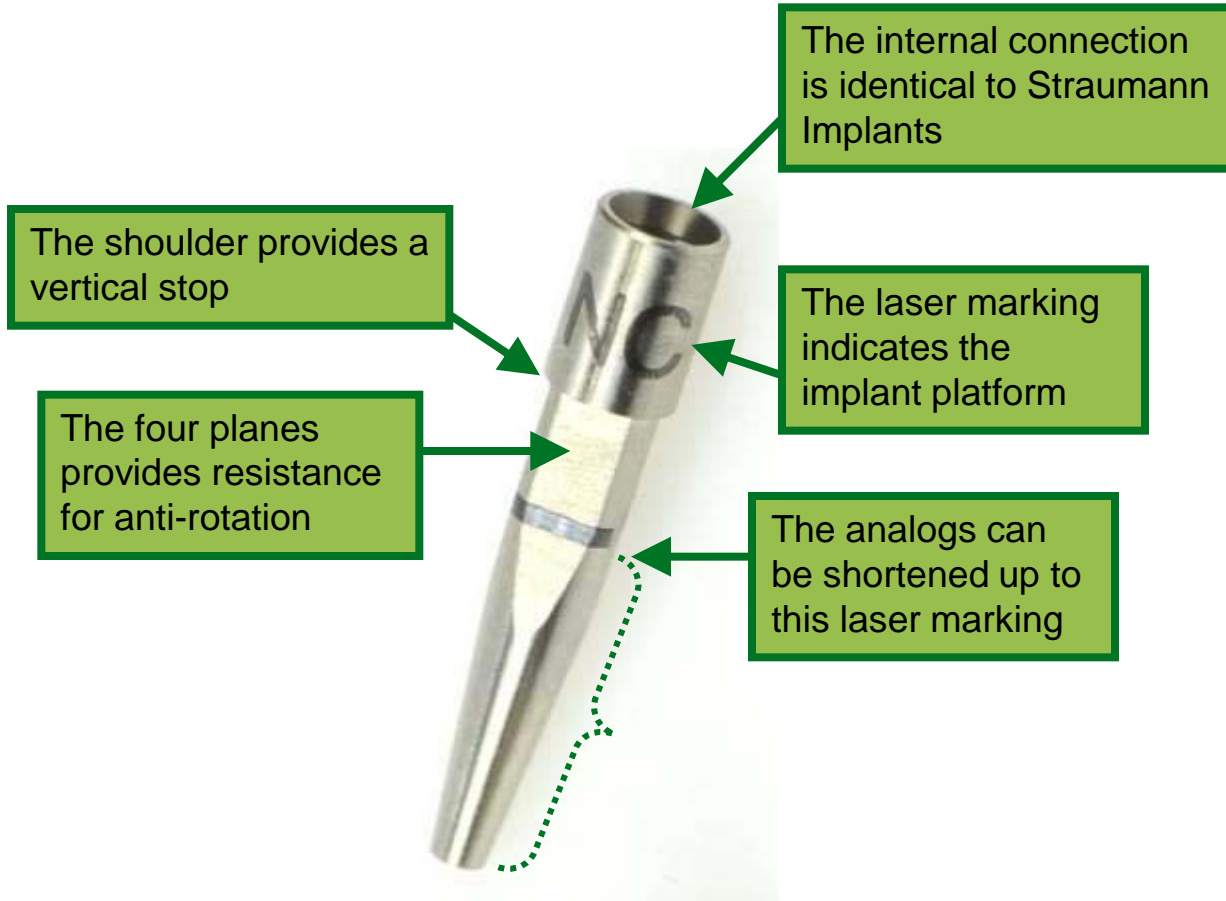 The internal connection
is identical to Straumann
Implants
The shoulder provides a
vertical stop
NC
The laser marking
indicates the
implant platform
The four planes
provides resistance
for anti-rotation
The analogs can
be shortened up to
this laser marking